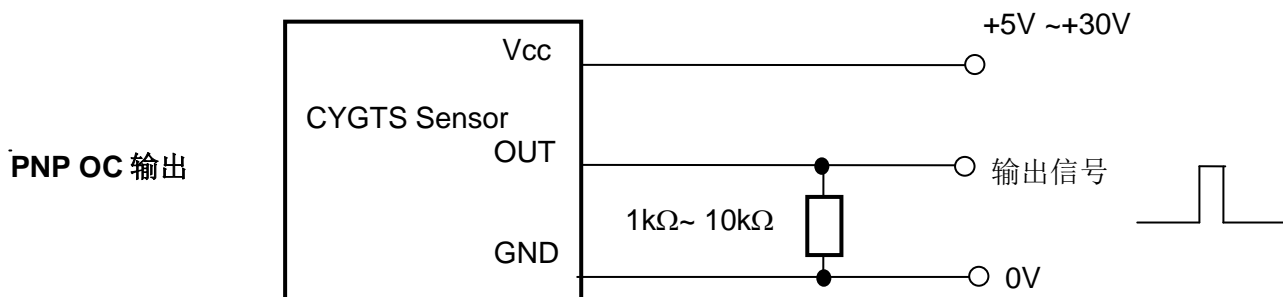 +5V ~+30V
Vcc
CYGTS Sensor
PNP OC 输出
OUT
输出信号
1kΩ~ 10kΩ
GND
0V